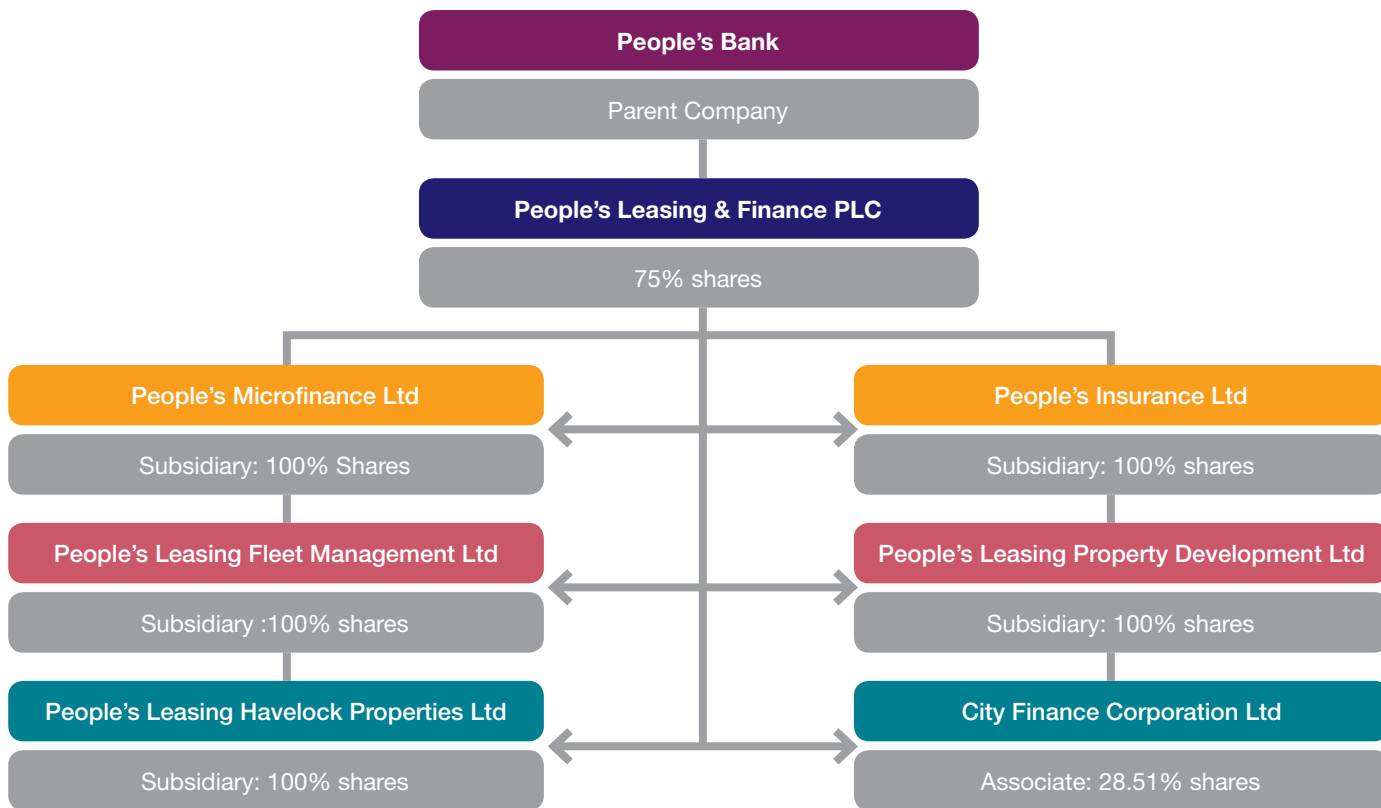 People’s Bank
Parent Company
People’s Leasing & Finance PLC
75% shares
People’s Microfinance Ltd
Subsidiary: 100% Shares
People’s Insurance Ltd
Subsidiary: 100% shares
People’s Leasing Fleet Management Ltd
Subsidiary :100% shares
People’s Leasing Property Development Ltd
Subsidiary: 100% shares
People’s Leasing Havelock Properties Ltd
Subsidiary: 100% shares
City Finance Corporation Ltd
Associate: 28.51% shares